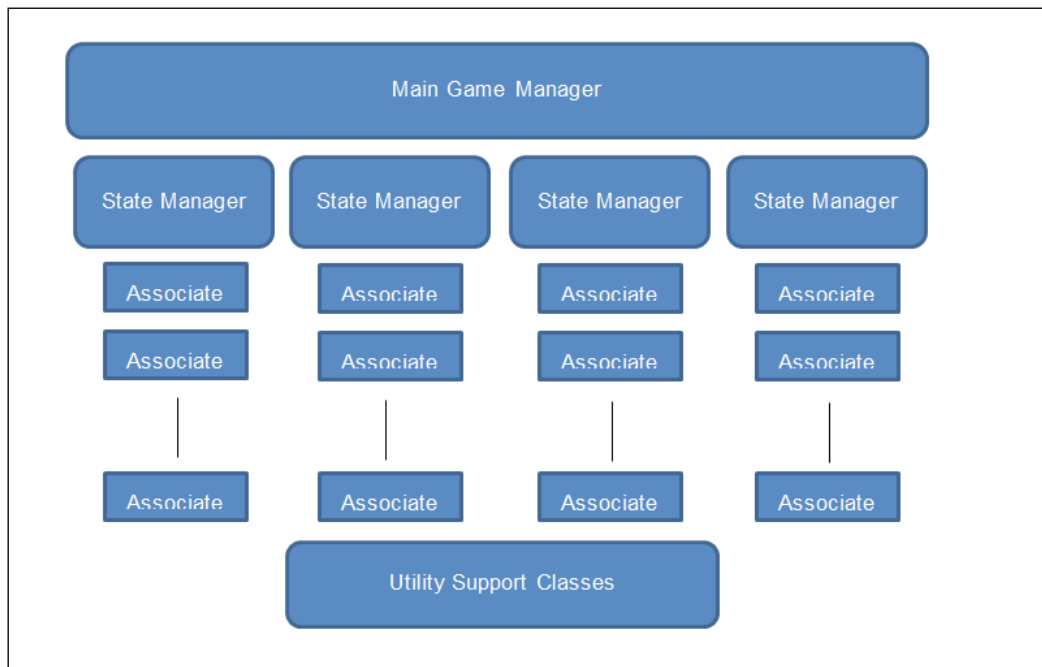 Main Game Manager
State Manager
State Manager
State Manager
State Manager
Associate
Associate
Associate
Associate
Associate
Associate
Associate
Associate
Associate
Associate
Associate
Associate
Utility Support Classes